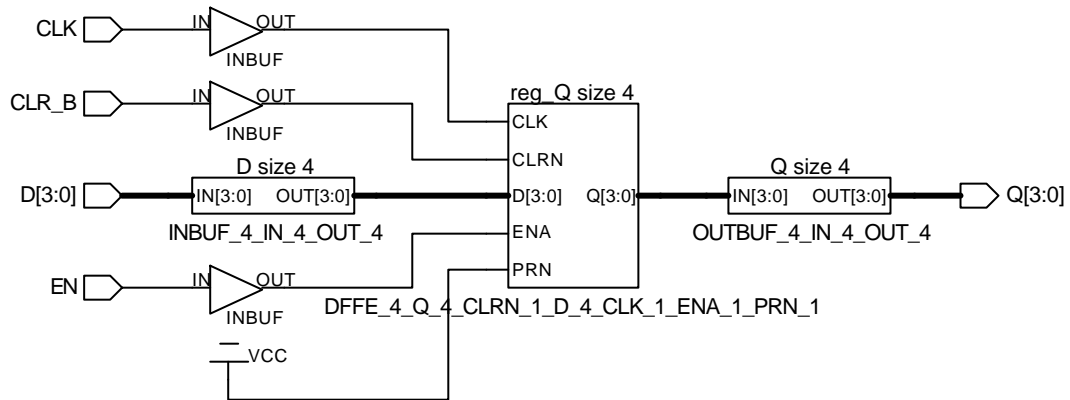 CLK IN OUT
INBUF
CLR_B IN OUT
INBUF
reg_Q size 4
CLK
CLRN
D size 4
Q size 4
D[3:0] IN[3:0] OUT[3:0] D[3:0] Q[3:0] IN[3:0] OUT[3:0] Q[3:0]
INBUF_4_IN_4_OUT_4
ENA
OUTBUF_4_IN_4_OUT_4
PRN
EN IN OUT
INBUF
DFFE_4_Q_4_CLRN_1_D_4_CLK_1_ENA_1_PRN_1
VCC